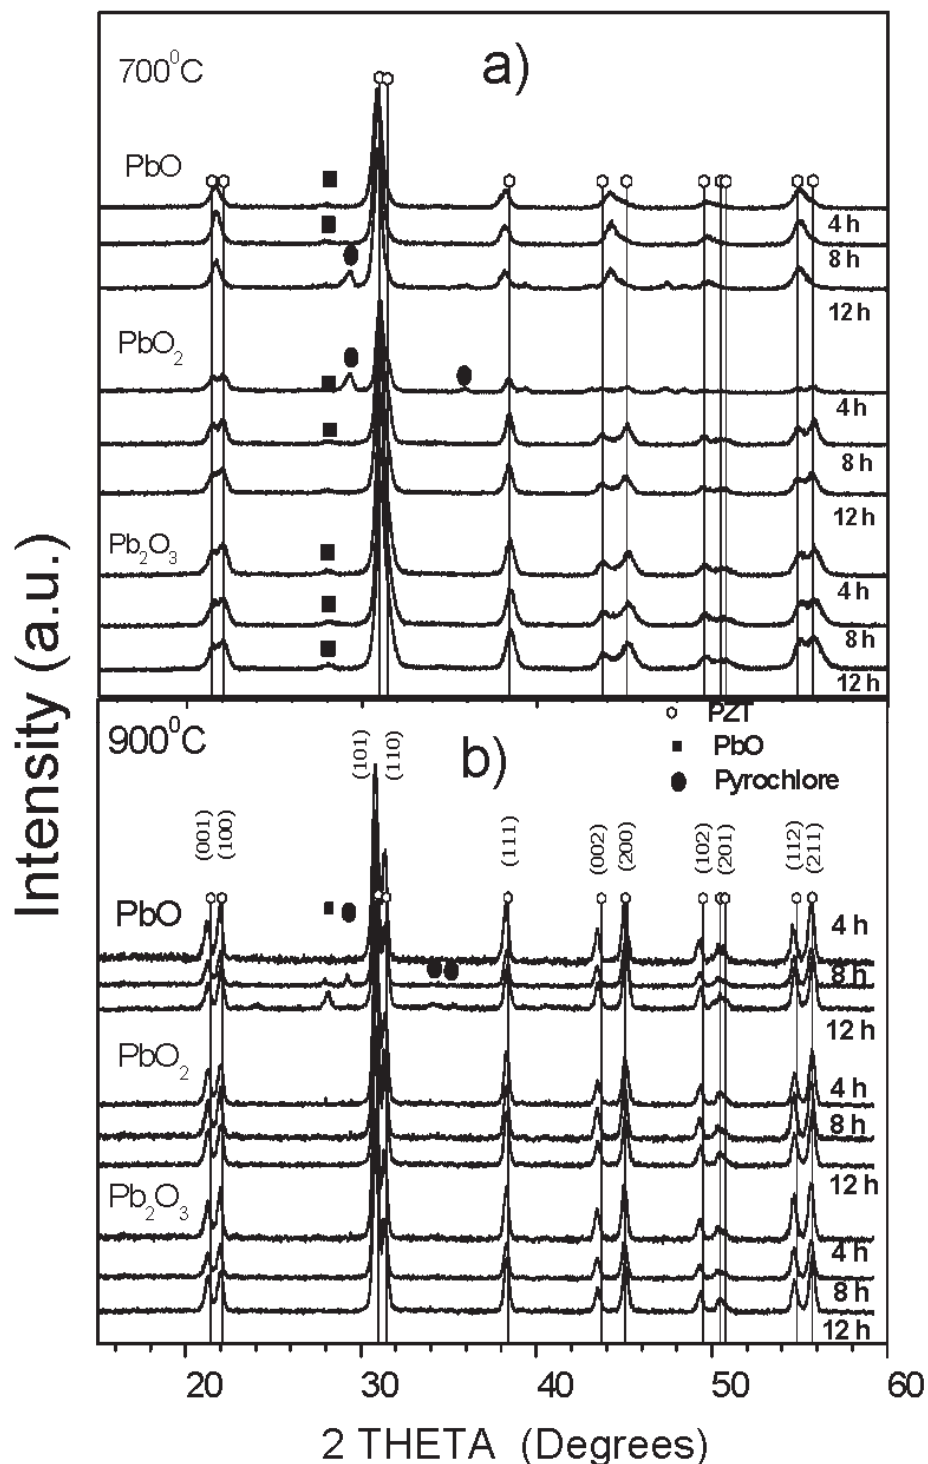 Intensity (a.u.)
700⁰C
a)
PbO
4 h
8 h
12 h
PbO₂
4 h
8 h
12 h
Pb₂O₃
4 h
8 h
12 h
900⁰C
b)
PZT
PbO
Pyrochlore
(001)
(100)
(101)
(110)
(111)
(002)
(200)
(102)
(201)
(112)
(211)
PbO
4 h
8 h
12 h
PbO₂
4 h
8 h
12 h
Pb₂O₃
4 h
8 h
12 h
20 30 40 50 60
2 THETA (Degrees)